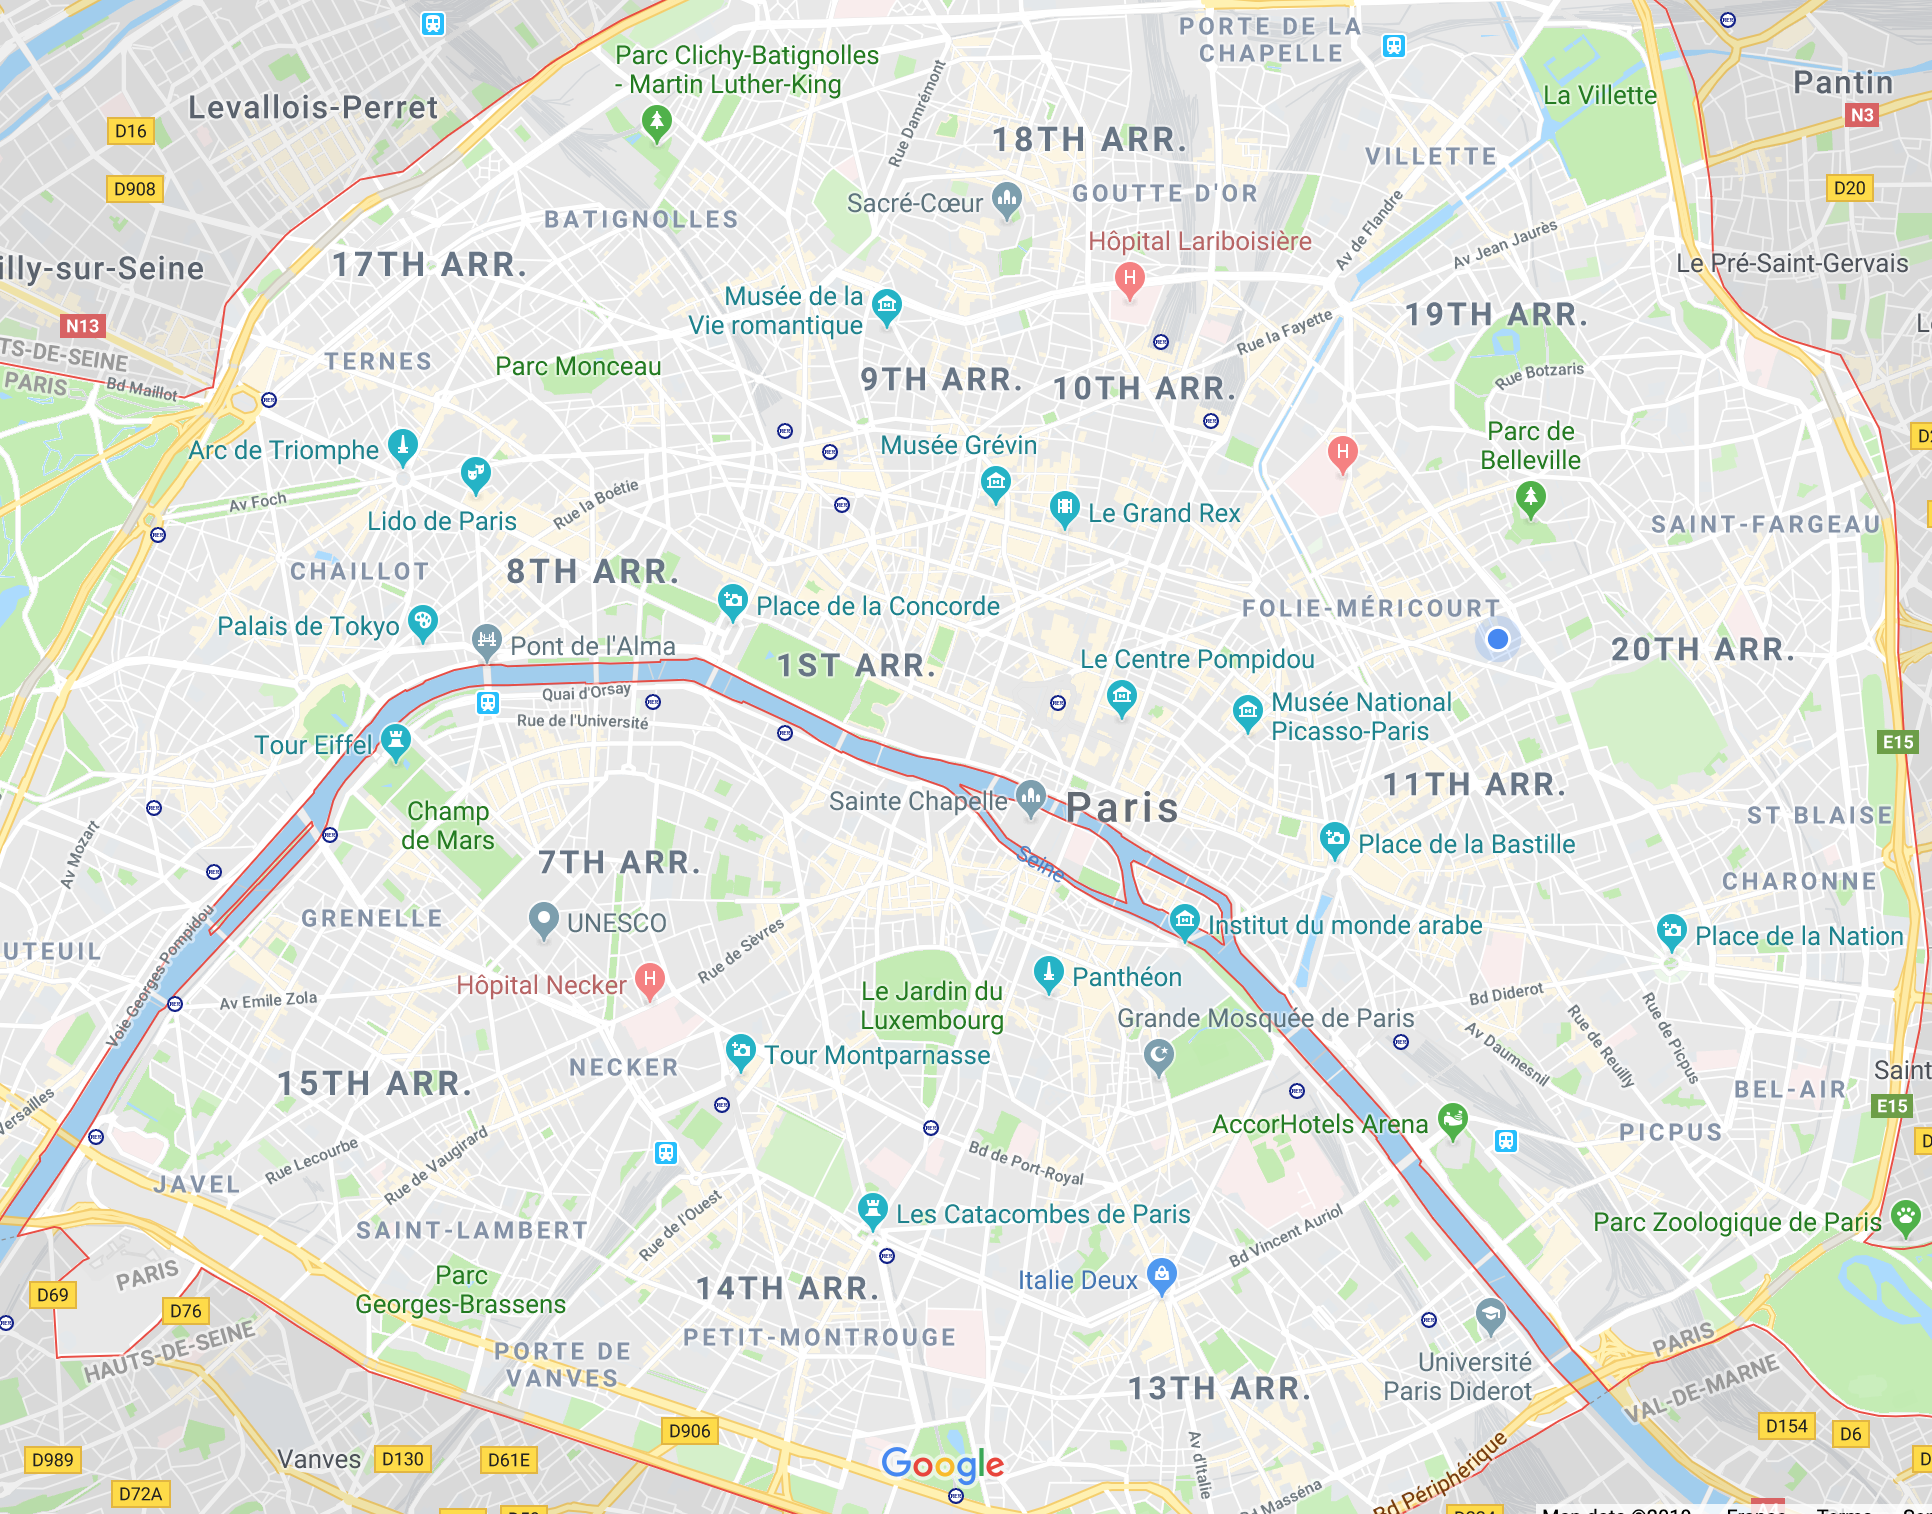 PORTE DE LA
CHAPELLE
Parc Clichy-Batignolles
- Martin Luther-King
Pantin
La Villette
Levallois-Perret
N3
D16
Rue Damrémont
18TH ARR.
VILLETTE
D908
D20
Sacré-Cœur
GOUTTE D'OR
BATIGNOLLES
Av de Flandre
Hôpital Lariboisière
Av Jean Jaurès
illy-sur-Seine
17TH ARR.
Le Pré-Saint-Gervais
Musée de la
Vie romantique
19TH ARR.
N13
Rue la Fayette
TS-DE-SEINE
PARIS
Bd Maillot
TERNES
Parc Monceau
9TH ARR.
10TH ARR.
Rue Botzaris
Arc de Triomphe
Musée Grévin
Parc de
Belleville
Av Foch
Rue la Boétie
Lido de Paris
Le Grand Rex
SAINT-FARGEAU
CHAILLOT
8TH ARR.
Place de la Concorde
FOLIE-MÉRICOURT
Palais de Tokyo
Pont de l'Alma
1ST ARR.
Le Centre Pompidou
20TH ARR.
Quai d'Orsay
Rue de l'Université
Musée National
Picasso-Paris
Tour Eiffel
E15
11TH ARR.
Champ
de Mars
Sainte Chapelle
Paris
ST BLAISE
Av Mozart
Place de la Bastille
7TH ARR.
Seine
CHARONNE
GRENELLE
UNESCO
Institut du monde arabe
Place de la Nation
UTEUIL
Voie Georges Pompidou
Rue de Sèvres
Hôpital Necker
Panthéon
Av Emile Zola
Le Jardin du
Luxembourg
Bd Diderot
Grande Mosquée de Paris
Rue de Reuilly
Rue de Picpus
Av Daumesnil
Tour Montparnasse
NECKER
15TH ARR.
Saint
BEL-AIR
E15
Versailles
AccorHotels Arena
PICPUS
Rue Lecourbe
Rue de Vaugirard
Bd de Port-Royal
JAVEL
Rue de l'Ouest
Les Catacombes de Paris
SAINT-LAMBERT
Bd Vincent Auriol
Parc Zoologique de Paris
PARIS
Parc
Georges-Brassens
14TH ARR.
Italie Deux
D69
D76
HAUTS-DE-SEINE
PORTE DE
VANVES
PETIT-MONTROUGE
PARIS
Université
Paris Diderot
VAL-DE-MARNE
13TH ARR.
D906
D154
D6
Vanves
D989
D130
D61E
Google
Av d'Italie
Bd Périphérique
D72A
Bd Masséna